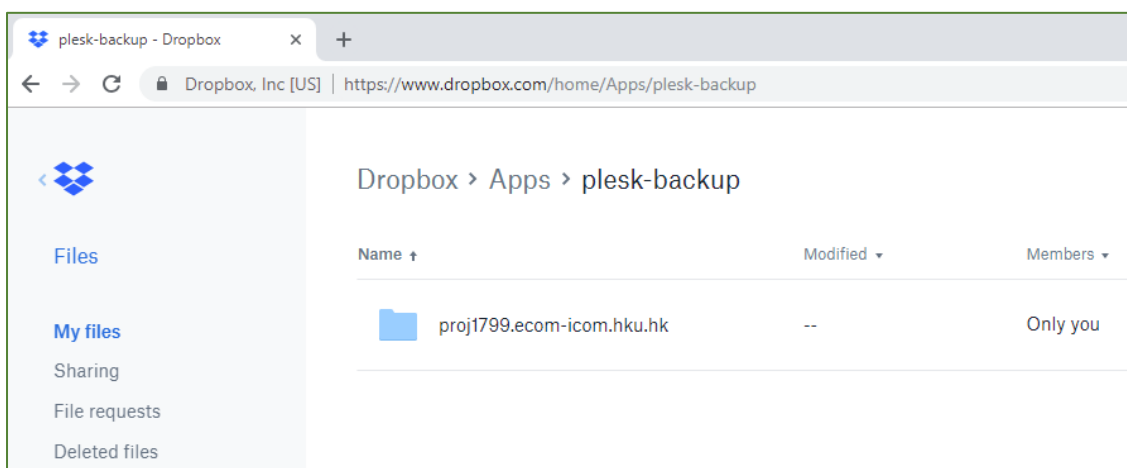 plesk-backup - Dropbox
Dropbox, Inc [US] | https://www.dropbox.com/home/Apps/plesk-backup
Dropbox > Apps > plesk-backup
Files
Name Modified Members
My files
proj1799.ecom-icom.hku.hk -- Only you
Sharing
File requests
Deleted files